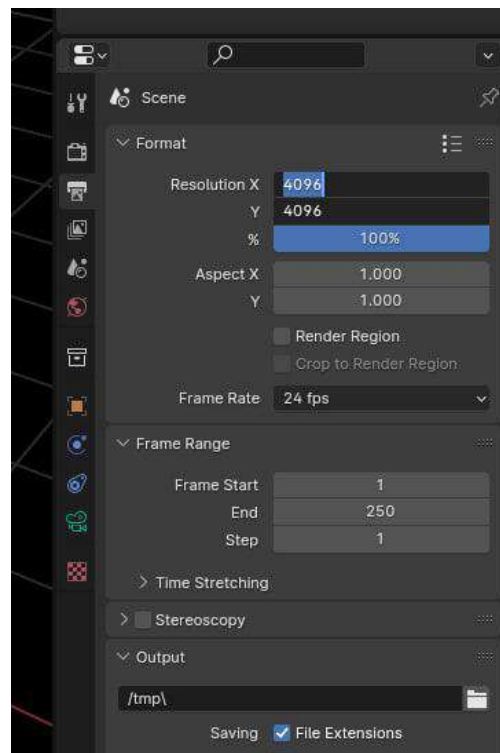 Scene
Format
Resolution X 4096
Y 4096
% 100%
Aspect X 1.000
Y 1.000
Render Region
Crop to Render Region
Frame Rate 24 fps
Frame Range
Frame Start 1
End 250
Step 1
Time Stretching
Stereoscopy
Output
/tmp\
Saving File Extensions